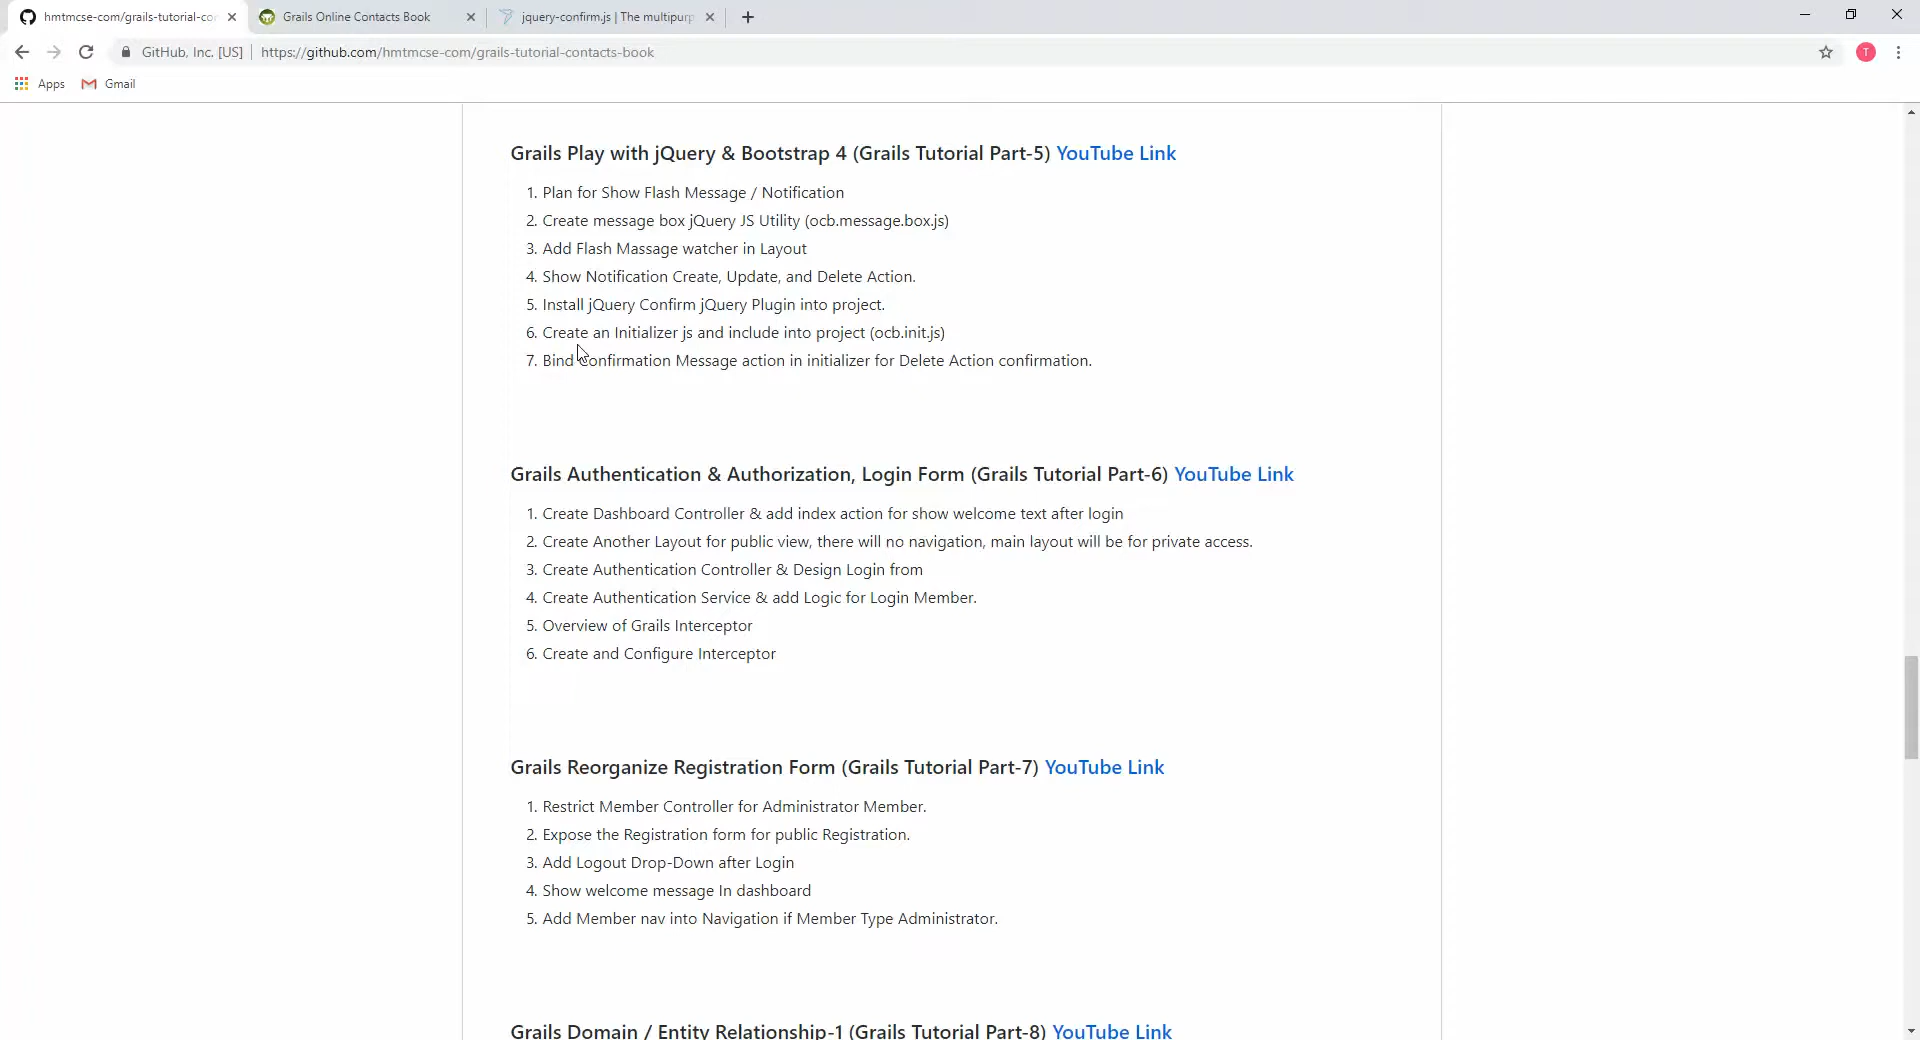 hmtmcse-com/grails-tutorial-cor
Grails Online Contacts Book
jquery-confirm.js | The multipurp
GitHub, Inc. [US]
https://github.com/hmtmcse-com/grails-tutorial-contacts-book
T
Apps
Gmail
Grails Play with jQuery & Bootstrap 4 (Grails Tutorial Part-5) YouTube Link
1. Plan for Show Flash Message / Notification
2. Create message box jQuery JS Utility (ocb.message.box.js)
3. Add Flash Massage watcher in Layout
4. Show Notification Create, Update, and Delete Action.
5. Install jQuery Confirm jQuery Plugin into project.
6. Create an Initializer js and include into project (ocb.init.js)
7. Bind Confirmation Message action in initializer for Delete Action confirmation.
Grails Authentication & Authorization, Login Form (Grails Tutorial Part-6) YouTube Link
1. Create Dashboard Controller & add index action for show welcome text after login
2. Create Another Layout for public view, there will no navigation, main layout will be for private access.
3. Create Authentication Controller & Design Login from
4. Create Authentication Service & add Logic for Login Member.
5. Overview of Grails Interceptor
6. Create and Configure Interceptor
Grails Reorganize Registration Form (Grails Tutorial Part-7) YouTube Link
1. Restrict Member Controller for Administrator Member.
2. Expose the Registration form for public Registration.
3. Add Logout Drop-Down after Login
4. Show welcome message In dashboard
5. Add Member nav into Navigation if Member Type Administrator.
Grails Domain / Entity Relationship-1 (Grails Tutorial Part-8) YouTube Link